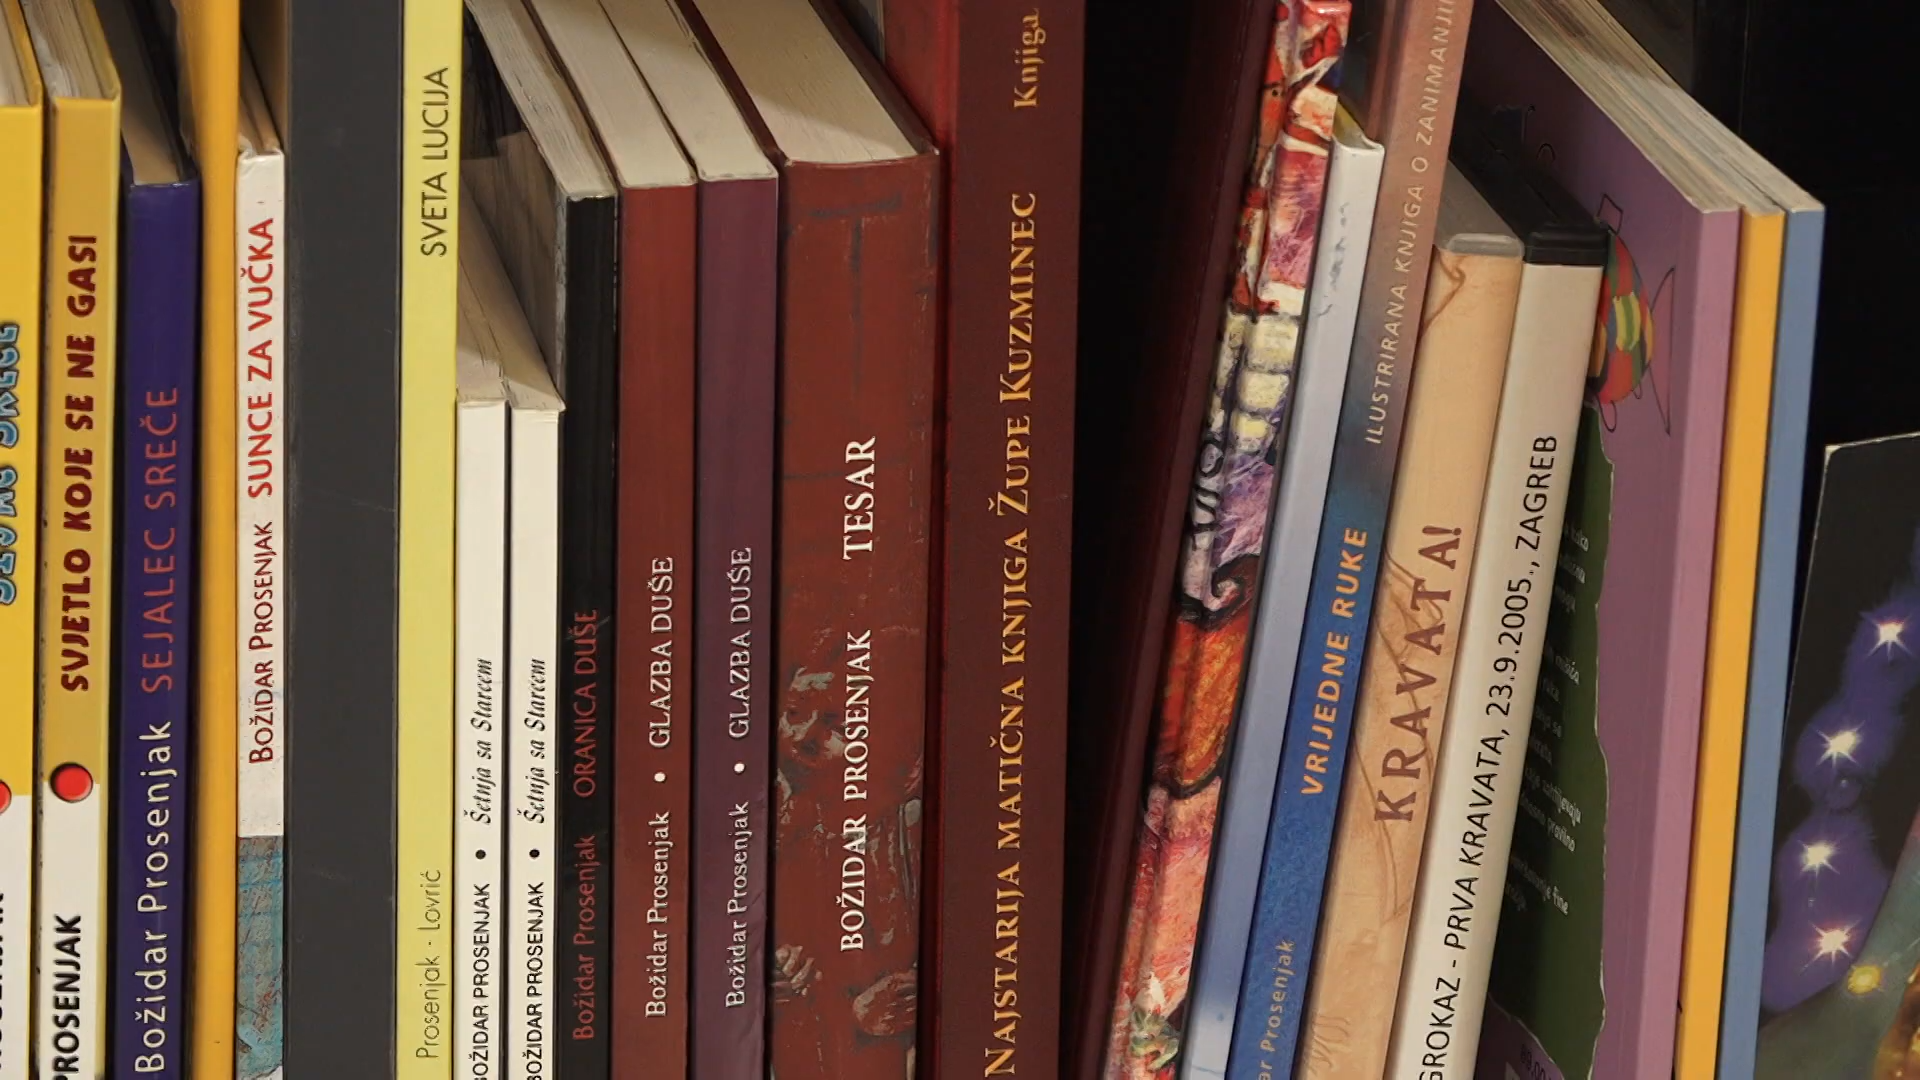 SVJETLO KOJE SE NE GASI
PROSENJAK
Božidar Prosenjak SEJALEC SREČE
BOŽIDAR PROSENJAK SUNCE ZA VUČKA
Prosenjak · Lovrić SVETA LUCIJA
BOŽIDAR PROSENJAK • Šetnja sa Starcem
BOŽIDAR PROSENJAK • Šetnja sa Starcem
Božidar Prosenjak ORANICA DUŠE
Božidar Prosenjak • GLAZBA DUŠE
Božidar Prosenjak • GLAZBA DUŠE
BOŽIDAR PROSENJAK TESAR
NAJSTARIJA MATIČNA KNJIGA ŽUPE KUZMINEC Knjiga
Prosenjak VRIJEDNE RUKE ILUSTRIRANA KNJIGA O
KRAVATA!
PRVA KRAVATA, 23.9.2005., ZAGREB